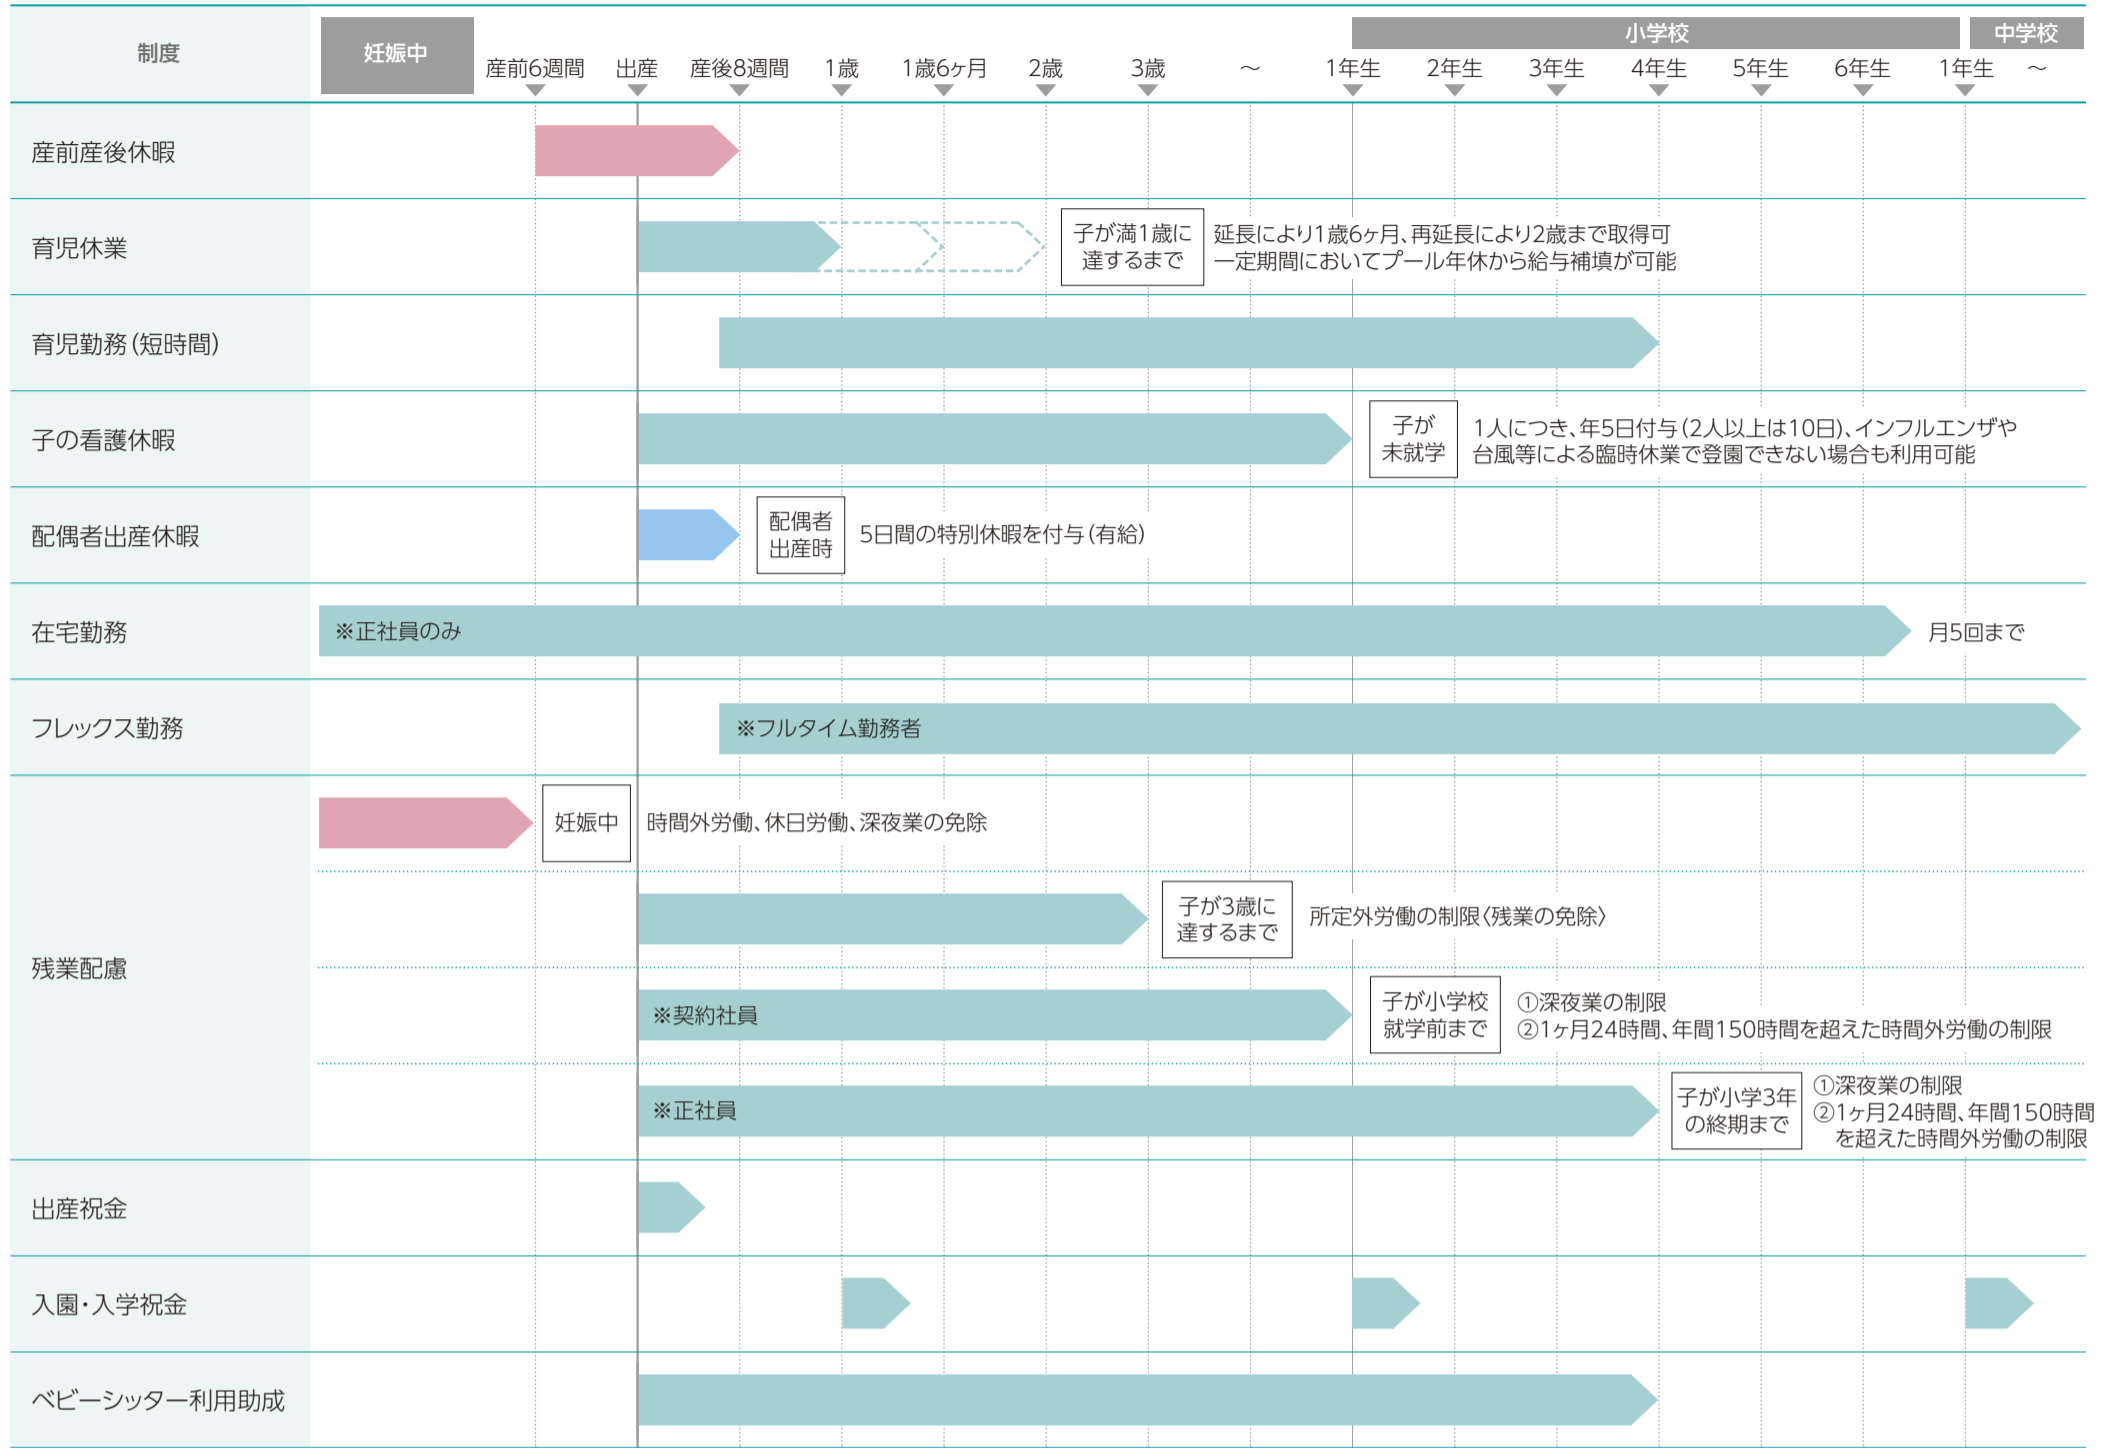 制度
妊娠中
小学校
中学校
産前6週間
出産
産後8週間
1歳
1歳6ヶ月
2歳
3歳
～
1年生
2年生
3年生
4年生
5年生
6年生
1年生
～
産前産後休暇
育児休業
子が満1歳に
達するまで
延長により1歳6ヶ月、再延長により2歳まで取得可
一定期間においてプール年休から給与補填が可能
育児勤務(短時間)
子の看護休暇
子が
未就学
1人につき、年5日付与(2人以上は10日)、インフルエンザや
台風等による臨時休業で登園できない場合も利用可能
配偶者出産休暇
配偶者
出産時
5日間の特別休暇を付与(有給)
在宅勤務
※正社員のみ
月5回まで
フレックス勤務
※フルタイム勤務者
残業配慮
妊娠中
時間外労働、休日労働、深夜業の免除
子が3歳に
達するまで
所定外労働の制限〈残業の免除〉
※契約社員
子が小学校
就学前まで
①深夜業の制限
②1ヶ月24時間、年間150時間を超えた時間外労働の制限
※正社員
子が小学3年
の終期まで
①深夜業の制限
②1ヶ月24時間、年間150時間
を超えた時間外労働の制限
出産祝金
入園・入学祝金
ベビーシッター利用助成